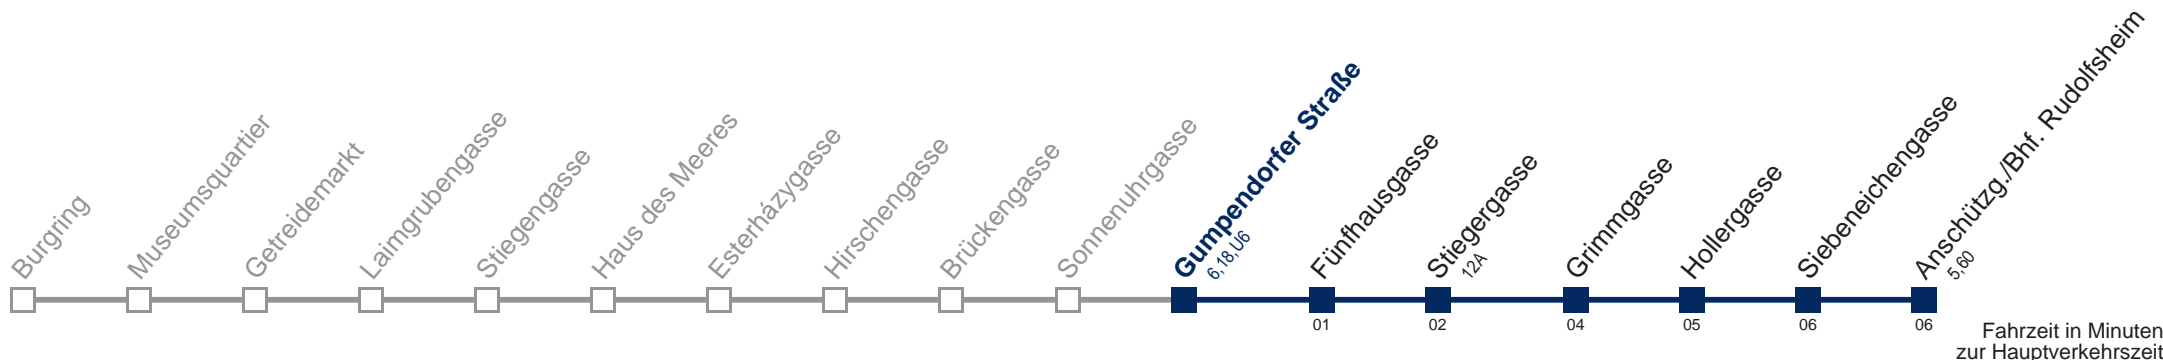 Burgring
Museumsquartier
Getreidemarkt
Laimgrubengasse
Stiegengasse
Haus des Meeres
Esterházygasse
Hirschengasse
Brückengasse
Sonnenuhrgasse
Gumpendorfer Straße
6,18,U6
Fünfhausgasse
Stiegergasse
12A
Grimmgasse
Hollergasse
Siebeneichengasse
Anschützg./Bhf. Rudolfsheim
5,60
01 02 04 05 06 06
Fahrzeit in Minuten
zur Hauptverkehrszeit